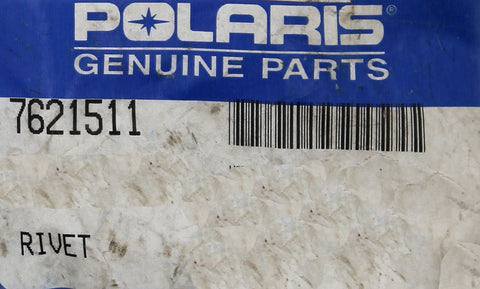 POLARIS®
GENUINE PARTS
7621511
RIVET